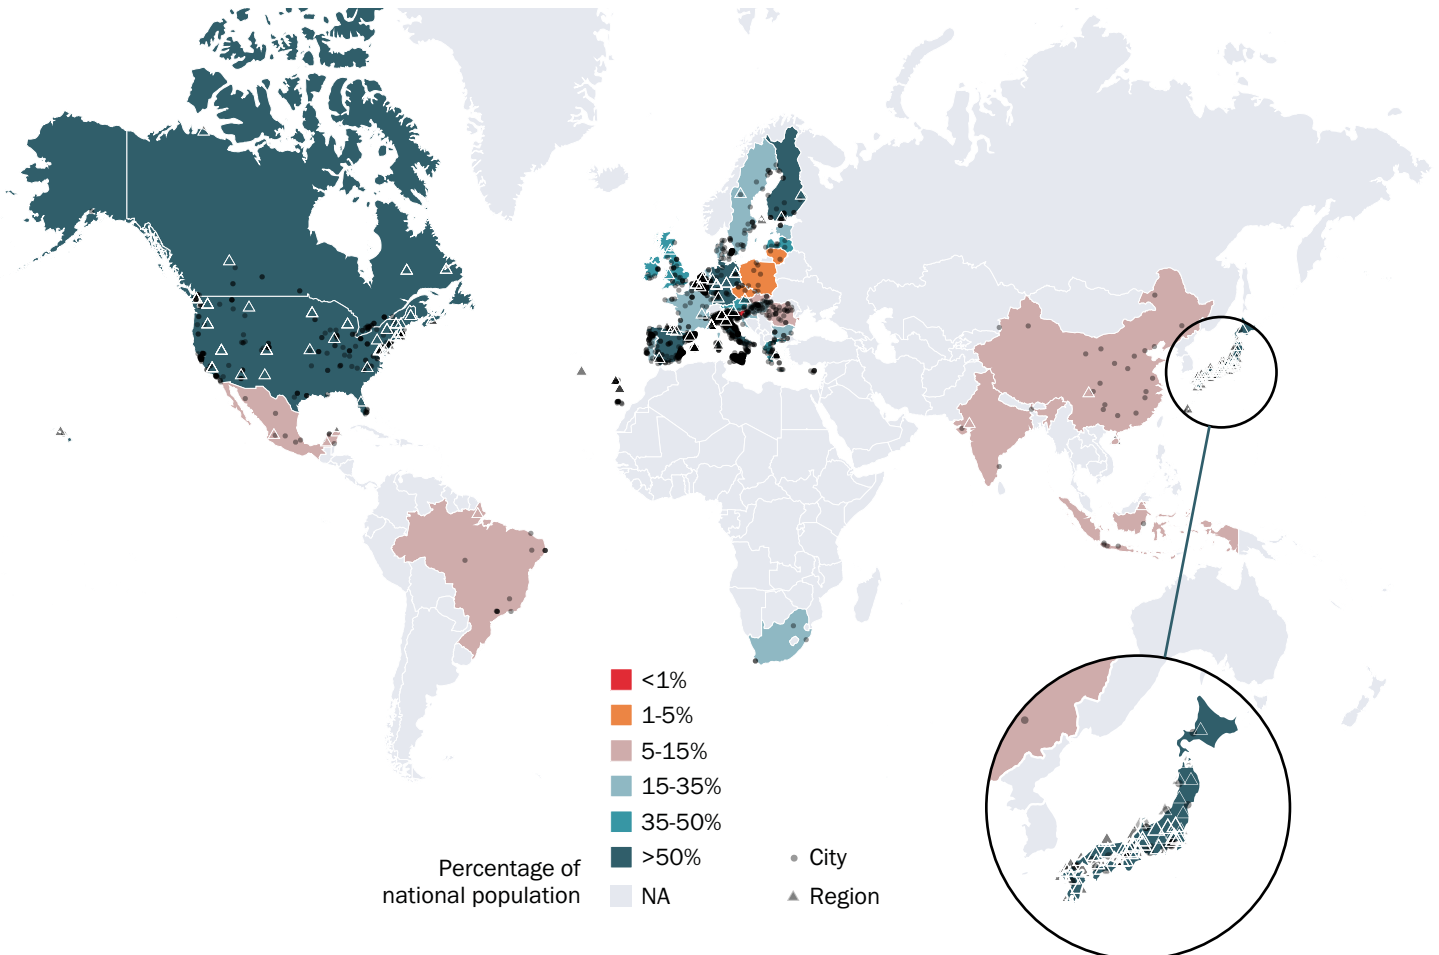 <1%
1-5%
5-15%
15-35%
35-50%
>50%
NA
Percentage of
national population
City
Region